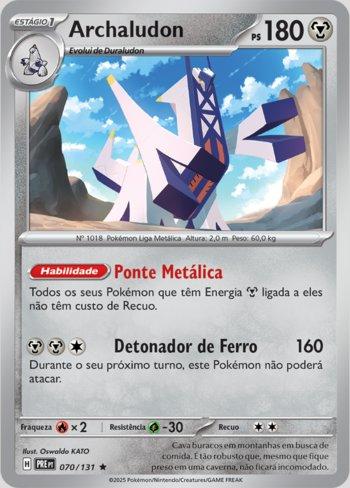 ESTÁGIO 1 Archaludon PS 180
Evolui de Duraludon
Nº 1018 Pokémon Liga Metálica Altura: 2,0 m Peso: 60,0 kg
Habilidade Ponte Metálica
Todos os seus Pokémon que têm Energia ligada a eles
não têm custo de Recuo.
Detonador de Ferro 160
Durante o seu próximo turno, este Pokémon não poderá
atacar.
Fraqueza ×2 Resistência -30 Recuo
Ilust. Oswaldo KATO
H PRE PT 070/131 ★
Cava buracos em montanhas em busca de
comida. É tão robusto que, mesmo que fique
preso em uma caverna, não ficará incomodado.
©2025 Pokémon/Nintendo/Creatures/GAME FREAK